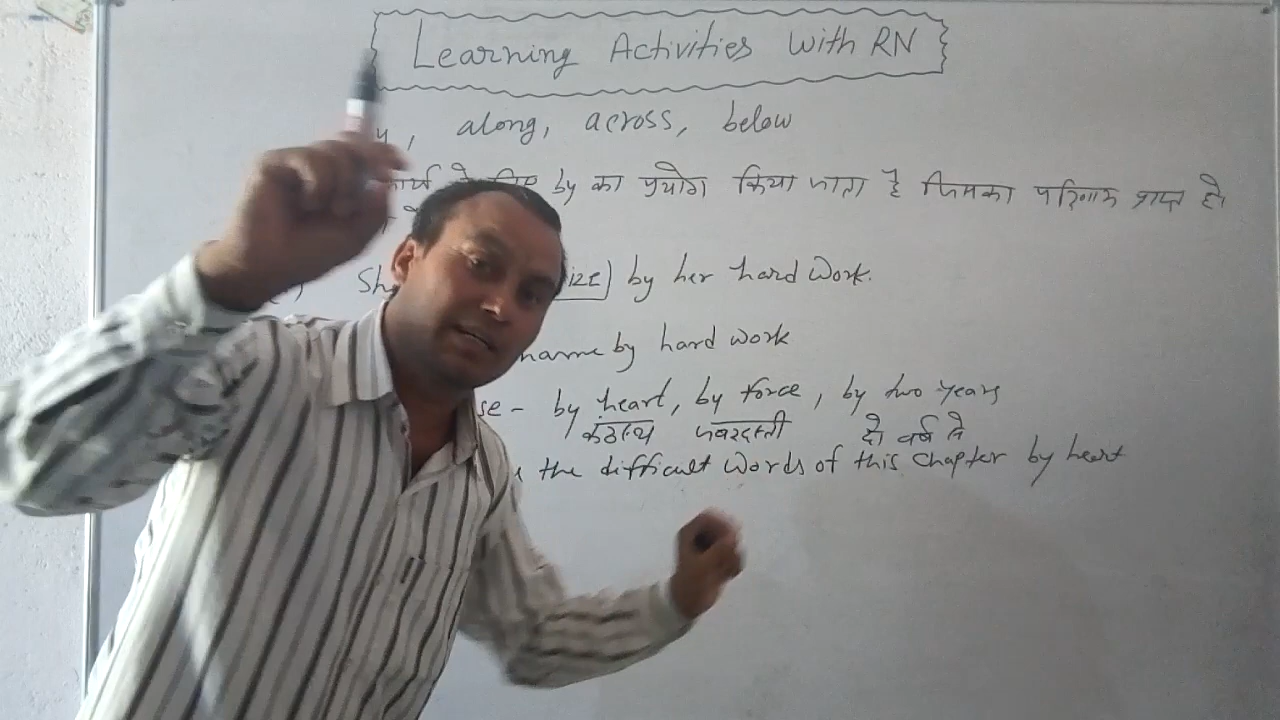 Learning Activities With RN
along, across, below
by का प्रयोग किया जाता है जिसका परिणाम प्राप्त हो।
by her hard work.
name by hard work
by heart, by force, by two years
कंठस्थ जबरदस्ती दो वर्ष से
the difficult words of this chapter by heart